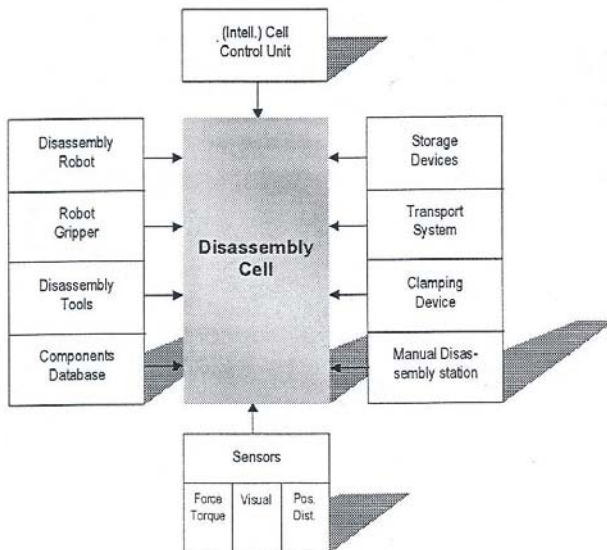 (Intell.) Cell
Control Unit
Disassembly
Robot
Robot
Gripper
Disassembly
Tools
Components
Database
Disassembly
Cell
Storage
Devices
Transport
System
Clamping
Device
Manual Disas-
sembly station
Sensors
Force
Torque
Visual
Pos.
Dist.